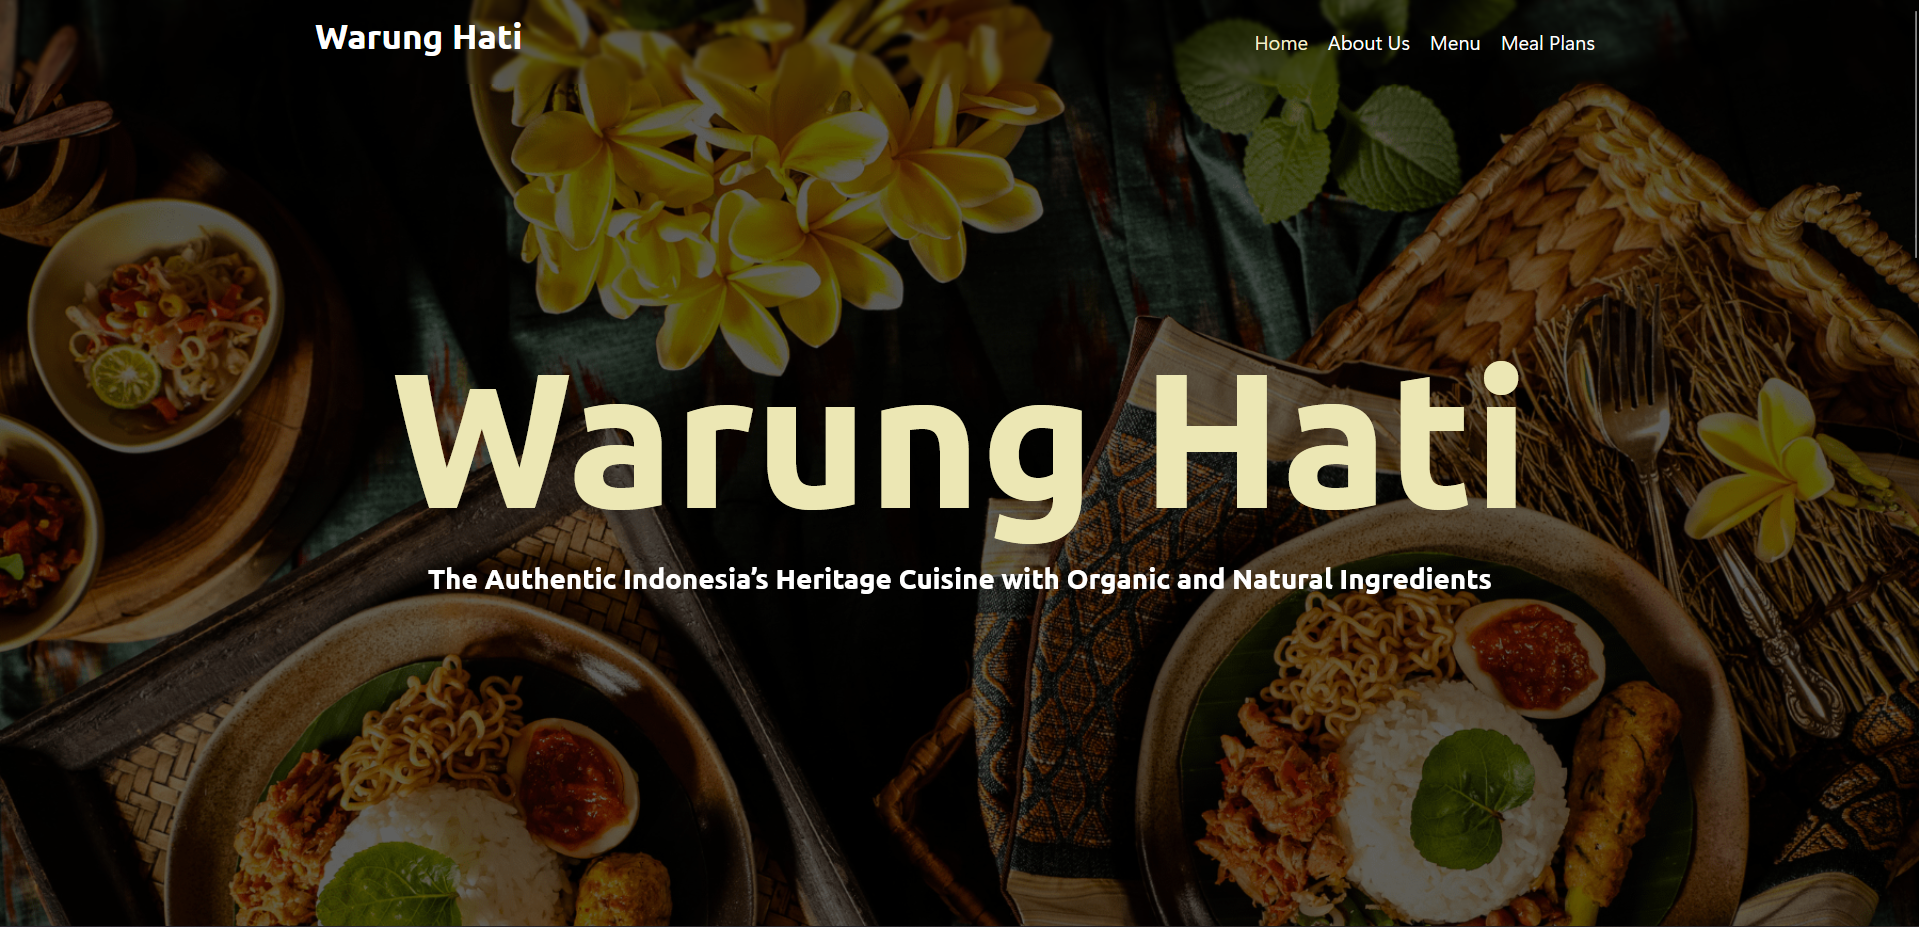 Warung Hati
Home About Us Menu Meal Plans
Warung Hati
The Authentic Indonesia’s Heritage Cuisine with Organic and Natural Ingredients